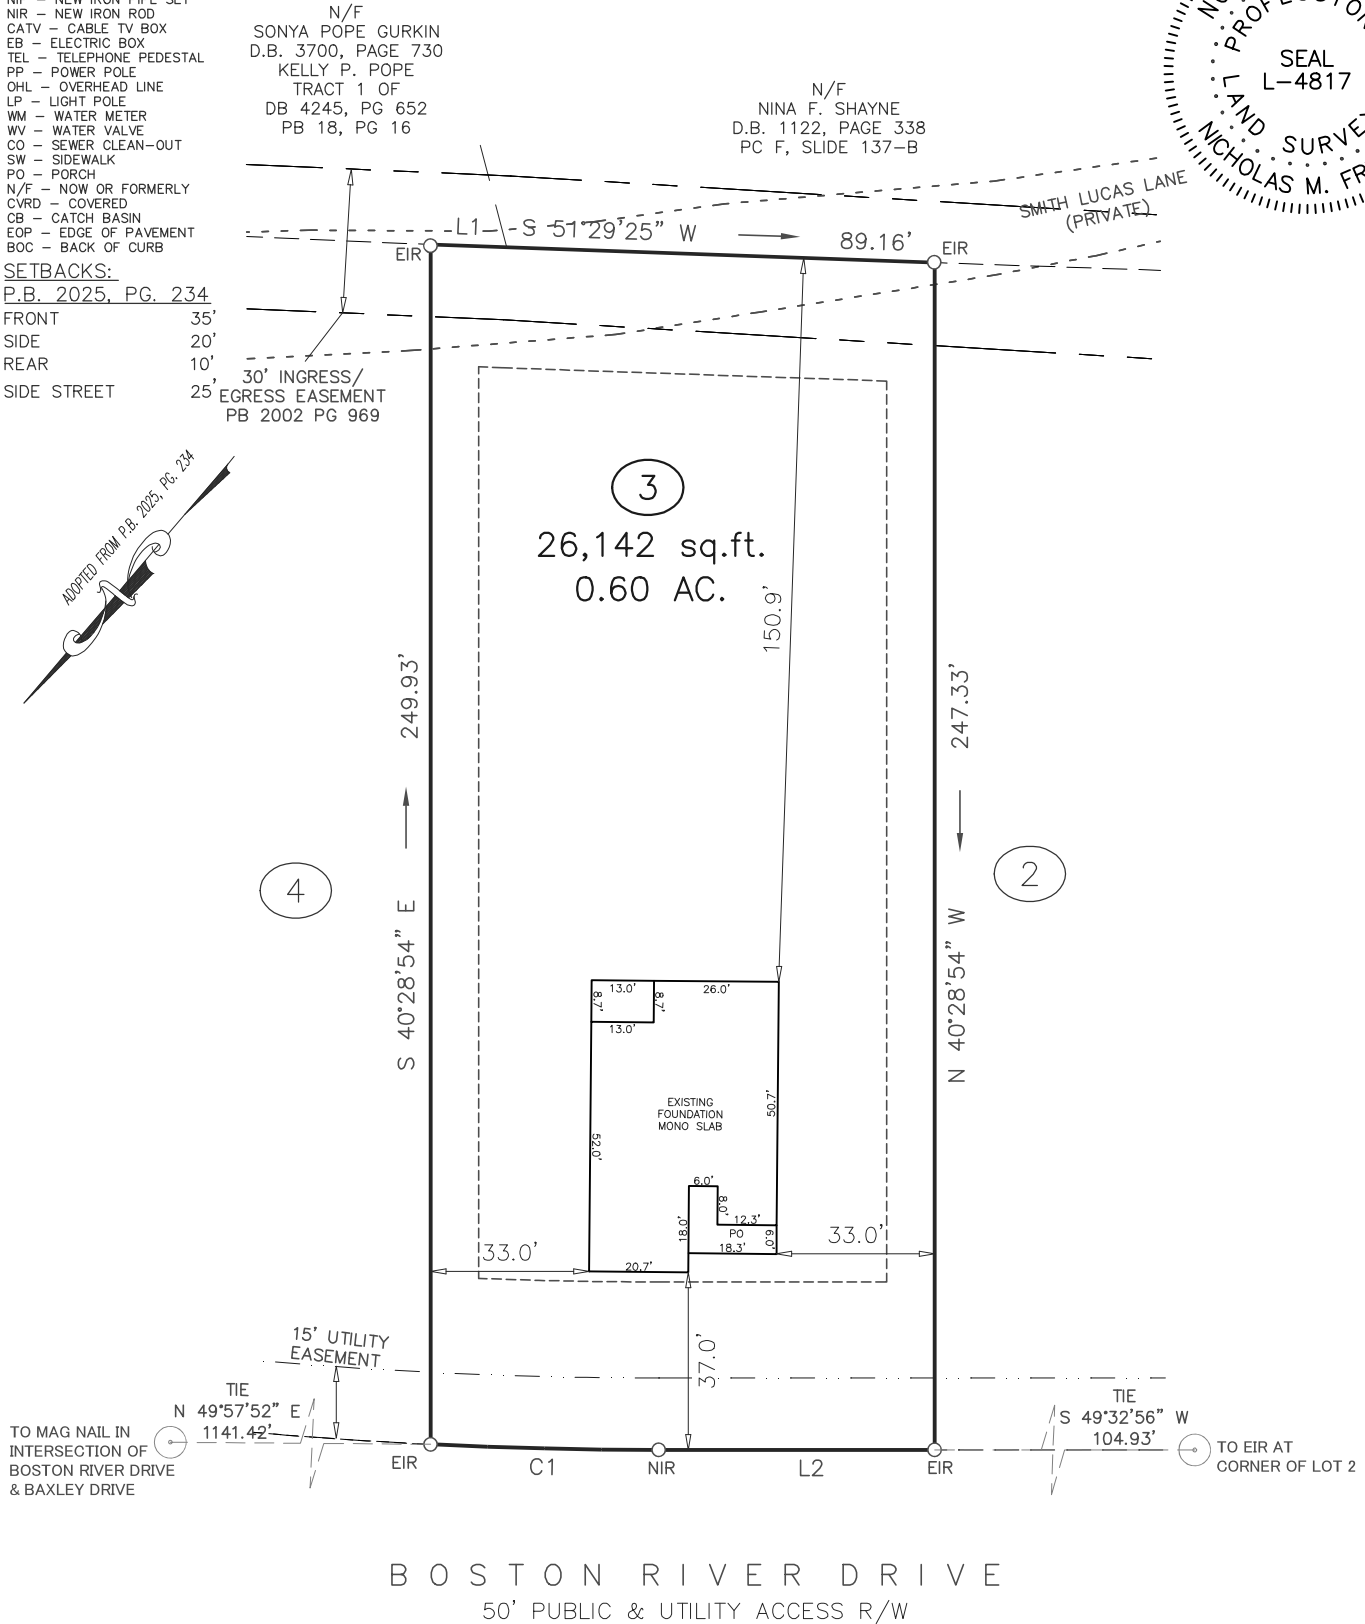 NIR – NEW IRON ROD
CATV – CABLE TV BOX
EB – ELECTRIC BOX
TEL – TELEPHONE PEDESTAL
PP – POWER POLE
OHL – OVERHEAD LINE
LP – LIGHT POLE
WM – WATER METER
WV – WATER VALVE
CO – SEWER CLEAN-OUT
SW – SIDEWALK
PO – PORCH
N/F – NOW OR FORMERLY
CVRD – COVERED
CB – CATCH BASIN
EOP – EDGE OF PAVEMENT
BOC – BACK OF CURB
SETBACKS:
P.B. 2025, PG. 234
FRONT 35'
SIDE 20'
REAR 10'
SIDE STREET 25'
N/F
SONYA POPE GURKIN
D.B. 3700, PAGE 730
KELLY P. POPE
TRACT 1 OF
DB 4245, PG 652
PB 18, PG 16
N/F
NINA F. SHAYNE
D.B. 1122, PAGE 338
PC F, SLIDE 137-B
SEAL
L-4817
LAND
NICHOLAS M.
SMITH LUCAS LANE
(PRIVATE)
L1
S 51°29'25" W
89.16'
EIR
EIR
30' INGRESS/
EGRESS EASEMENT
PB 2002 PG 969
ADOPTED FROM P.B. 2025, PG. 234
N
3
26,142 sq.ft.
0.60 AC.
150.9'
249.93'
S 40°28'54" E
247.33'
N 40°28'54" W
4
2
13.0'
26.0'
8.7'
8.7'
13.0'
EXISTING
FOUNDATION
MONO SLAB
50.7'
52.0'
6.0'
8.0'
18.0'
12.3'
PO
6.0'
18.3'
20.7'
33.0'
33.0'
37.0'
15' UTILITY
EASEMENT
TIE
N 49°57'52" E
1141.42'
TO MAG NAIL IN
INTERSECTION OF
BOSTON RIVER DRIVE
& BAXLEY DRIVE
EIR
C1
NIR
L2
EIR
TIE
S 49°32'56" W
104.93'
TO EIR AT
CORNER OF LOT 2
BOSTON RIVER DRIVE
50' PUBLIC & UTILITY ACCESS R/W